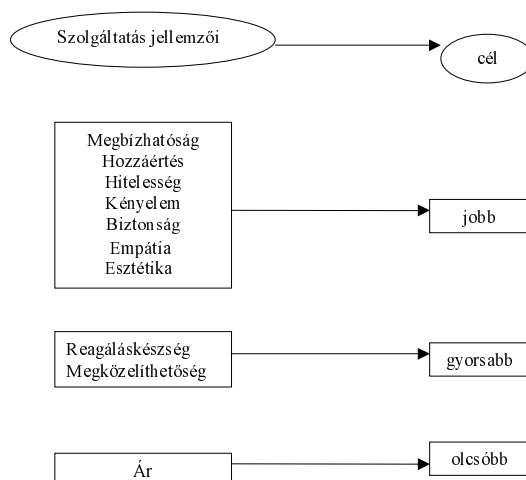 Szolgáltatás jellemzői
cél
Megbízhatóság
Hozzáértés
Hitelesség
Kényelem
Biztonság
Empátia
Esztétika
jobb
Reagáláskészség
Megközelíthetőség
gyorsabb
Ár
olcsóbb